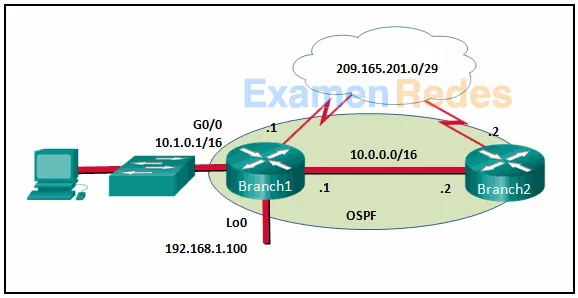 209.165.201.0/29
ExamenRedes
G0/0
10.1.0.1/16
.1
.2
10.0.0.0/16
Branch1
.1
.2
Branch2
Lo0
OSPF
192.168.1.100